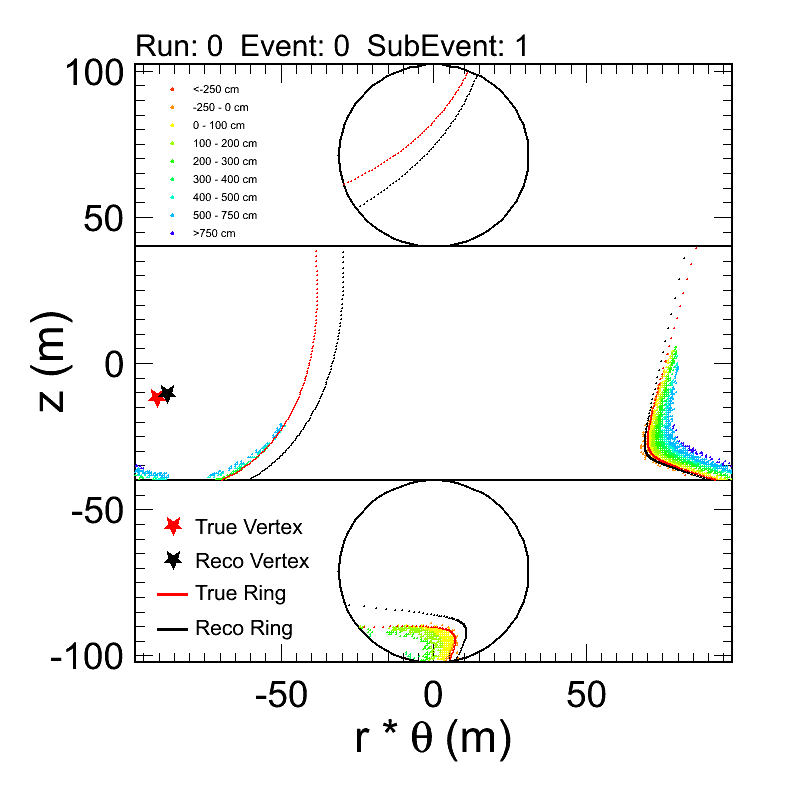 Run: 0  Event: 0  SubEvent: 1
100
<-250 cm
-250 - 0 cm
0 - 100 cm
100 - 200 cm
200 - 300 cm
300 - 400 cm
400 - 500 cm
500 - 750 cm
>750 cm
50
z (m)
0
-50
True Vertex
Reco Vertex
True Ring
Reco Ring
-100
-50 0 50
r * θ (m)